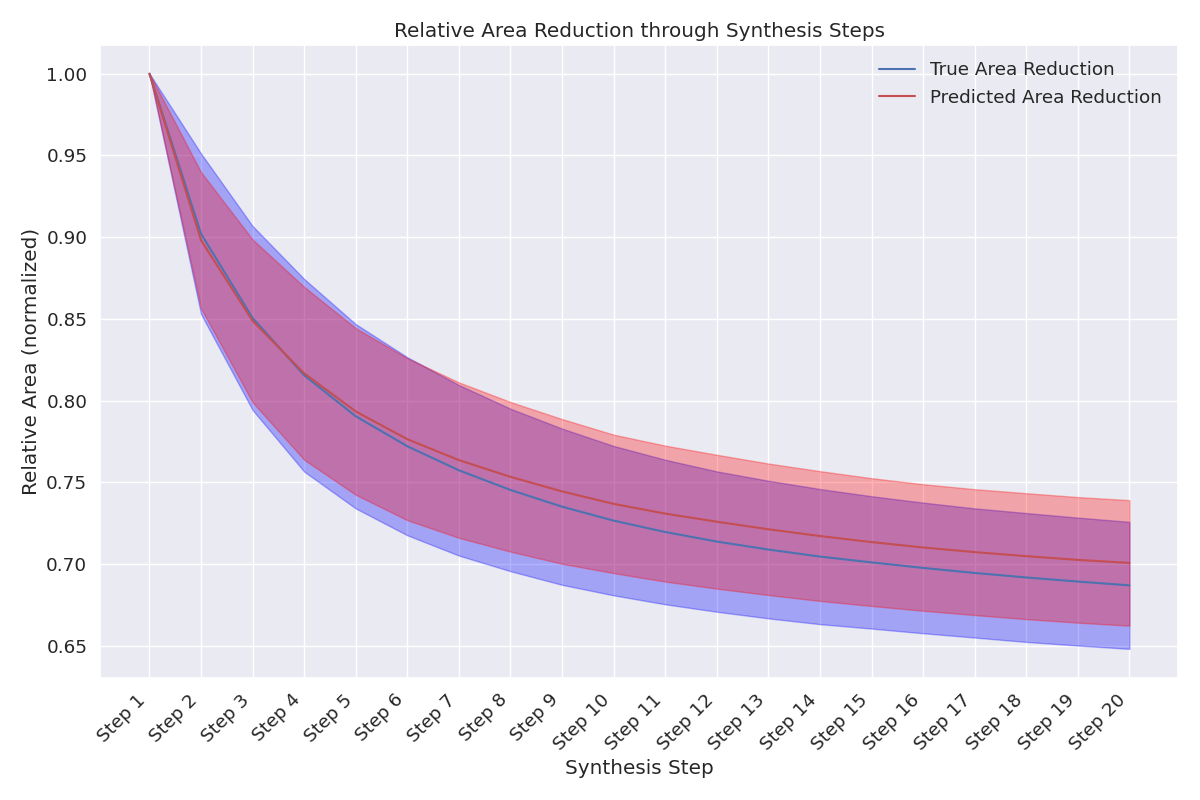 Relative Area Reduction through Synthesis Steps
True Area Reduction
Predicted Area Reduction
Relative Area (normalized)
1.00
0.95
0.90
0.85
0.80
0.75
0.70
0.65
Step 1
Step 2
Step 3
Step 4
Step 5
Step 6
Step 7
Step 8
Step 9
Step 10
Step 11
Step 12
Step 13
Step 14
Step 15
Step 16
Step 17
Step 18
Step 19
Step 20
Synthesis Step